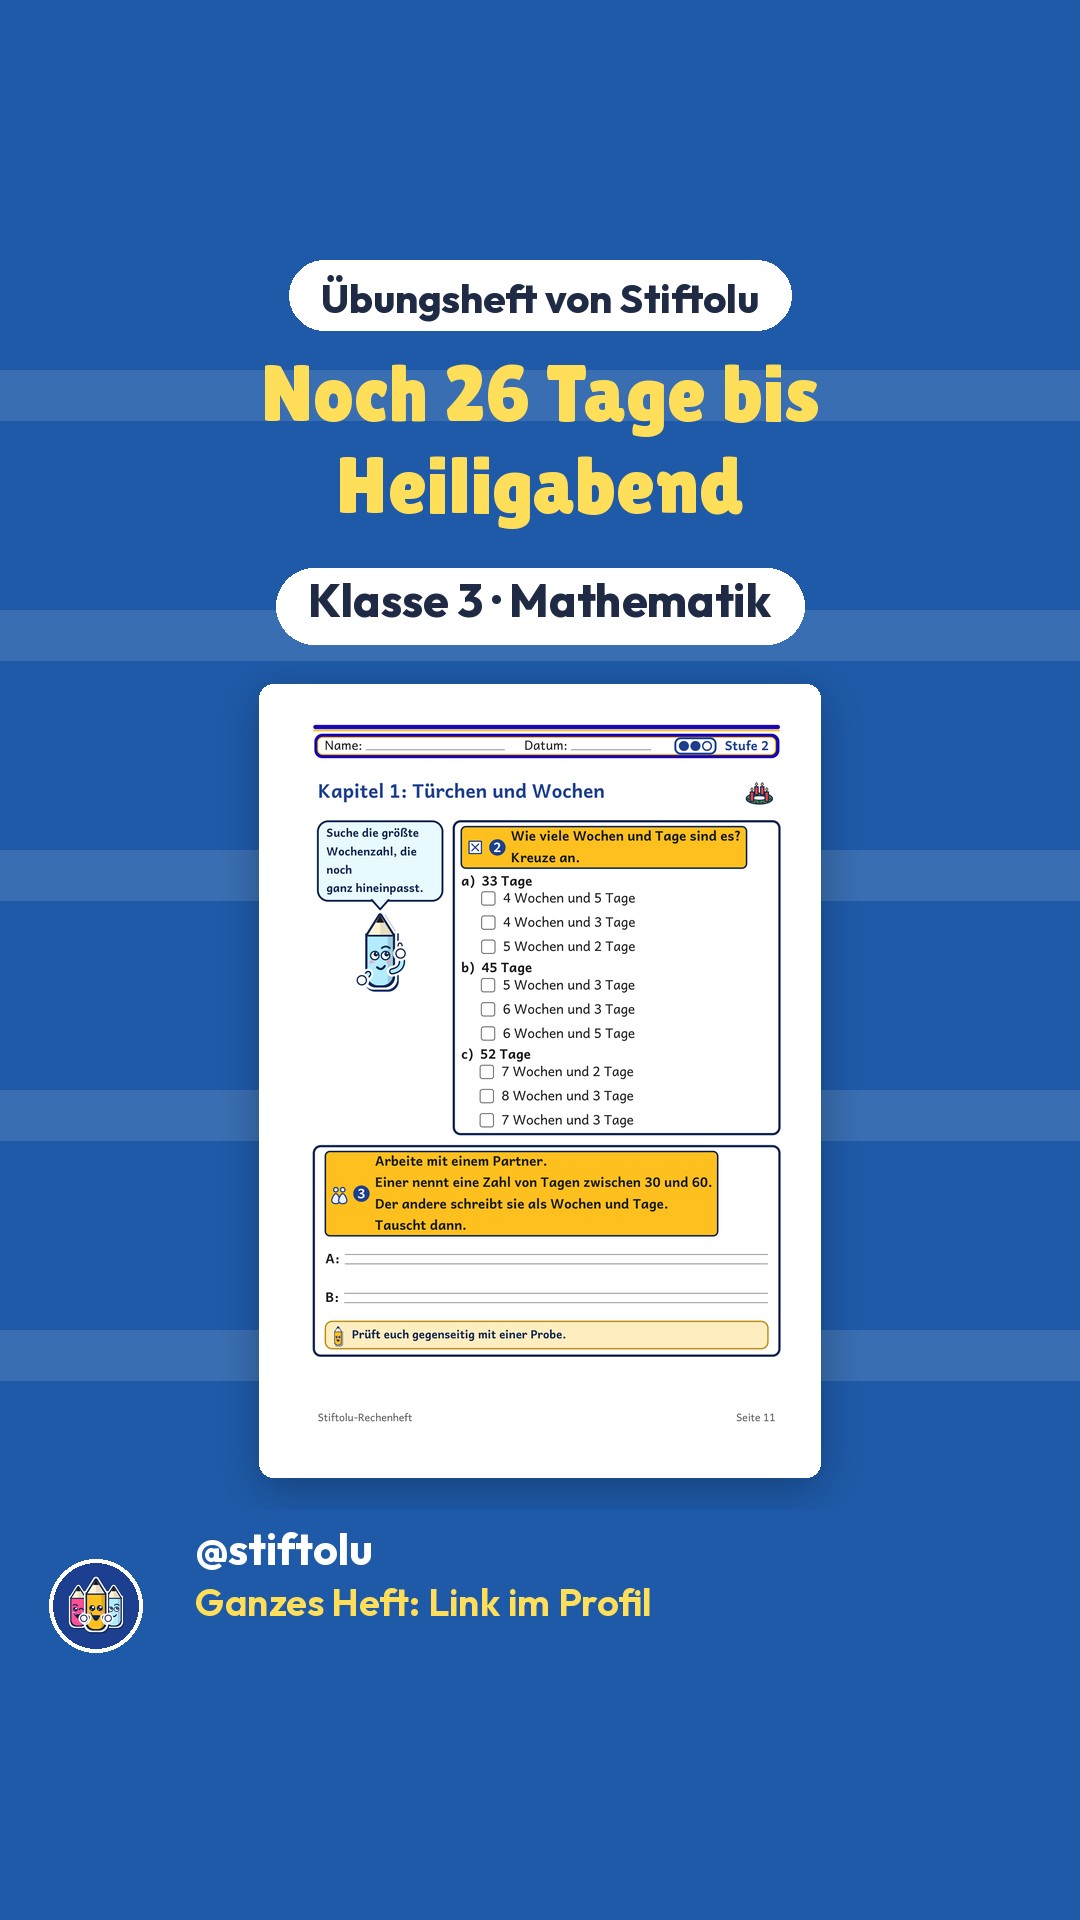 Übungsheft von Stiftolu
Noch 26 Tage bis
Heiligabend
Klasse 3 · Mathematik
Name: Datum: Stufe 2
Kapitel 1: Türchen und Wochen
Suche die größte
Wochenzahl, die
noch
ganz hineinpasst.
2 Wie viele Wochen und Tage sind es?
Kreuze an.
a) 33 Tage
4 Wochen und 5 Tage
4 Wochen und 3 Tage
5 Wochen und 2 Tage
b) 45 Tage
5 Wochen und 3 Tage
6 Wochen und 3 Tage
6 Wochen und 5 Tage
c) 52 Tage
7 Wochen und 2 Tage
8 Wochen und 3 Tage
7 Wochen und 3 Tage
3 Arbeite mit einem Partner.
Einer nennt eine Zahl von Tagen zwischen 30 und 60.
Der andere schreibt sie als Wochen und Tage.
Tauscht dann.
A:
B:
Prüft euch gegenseitig mit einer Probe.
Stiftolu-Rechenheft Seite 11
@stiftolu
Ganzes Heft: Link im Profil